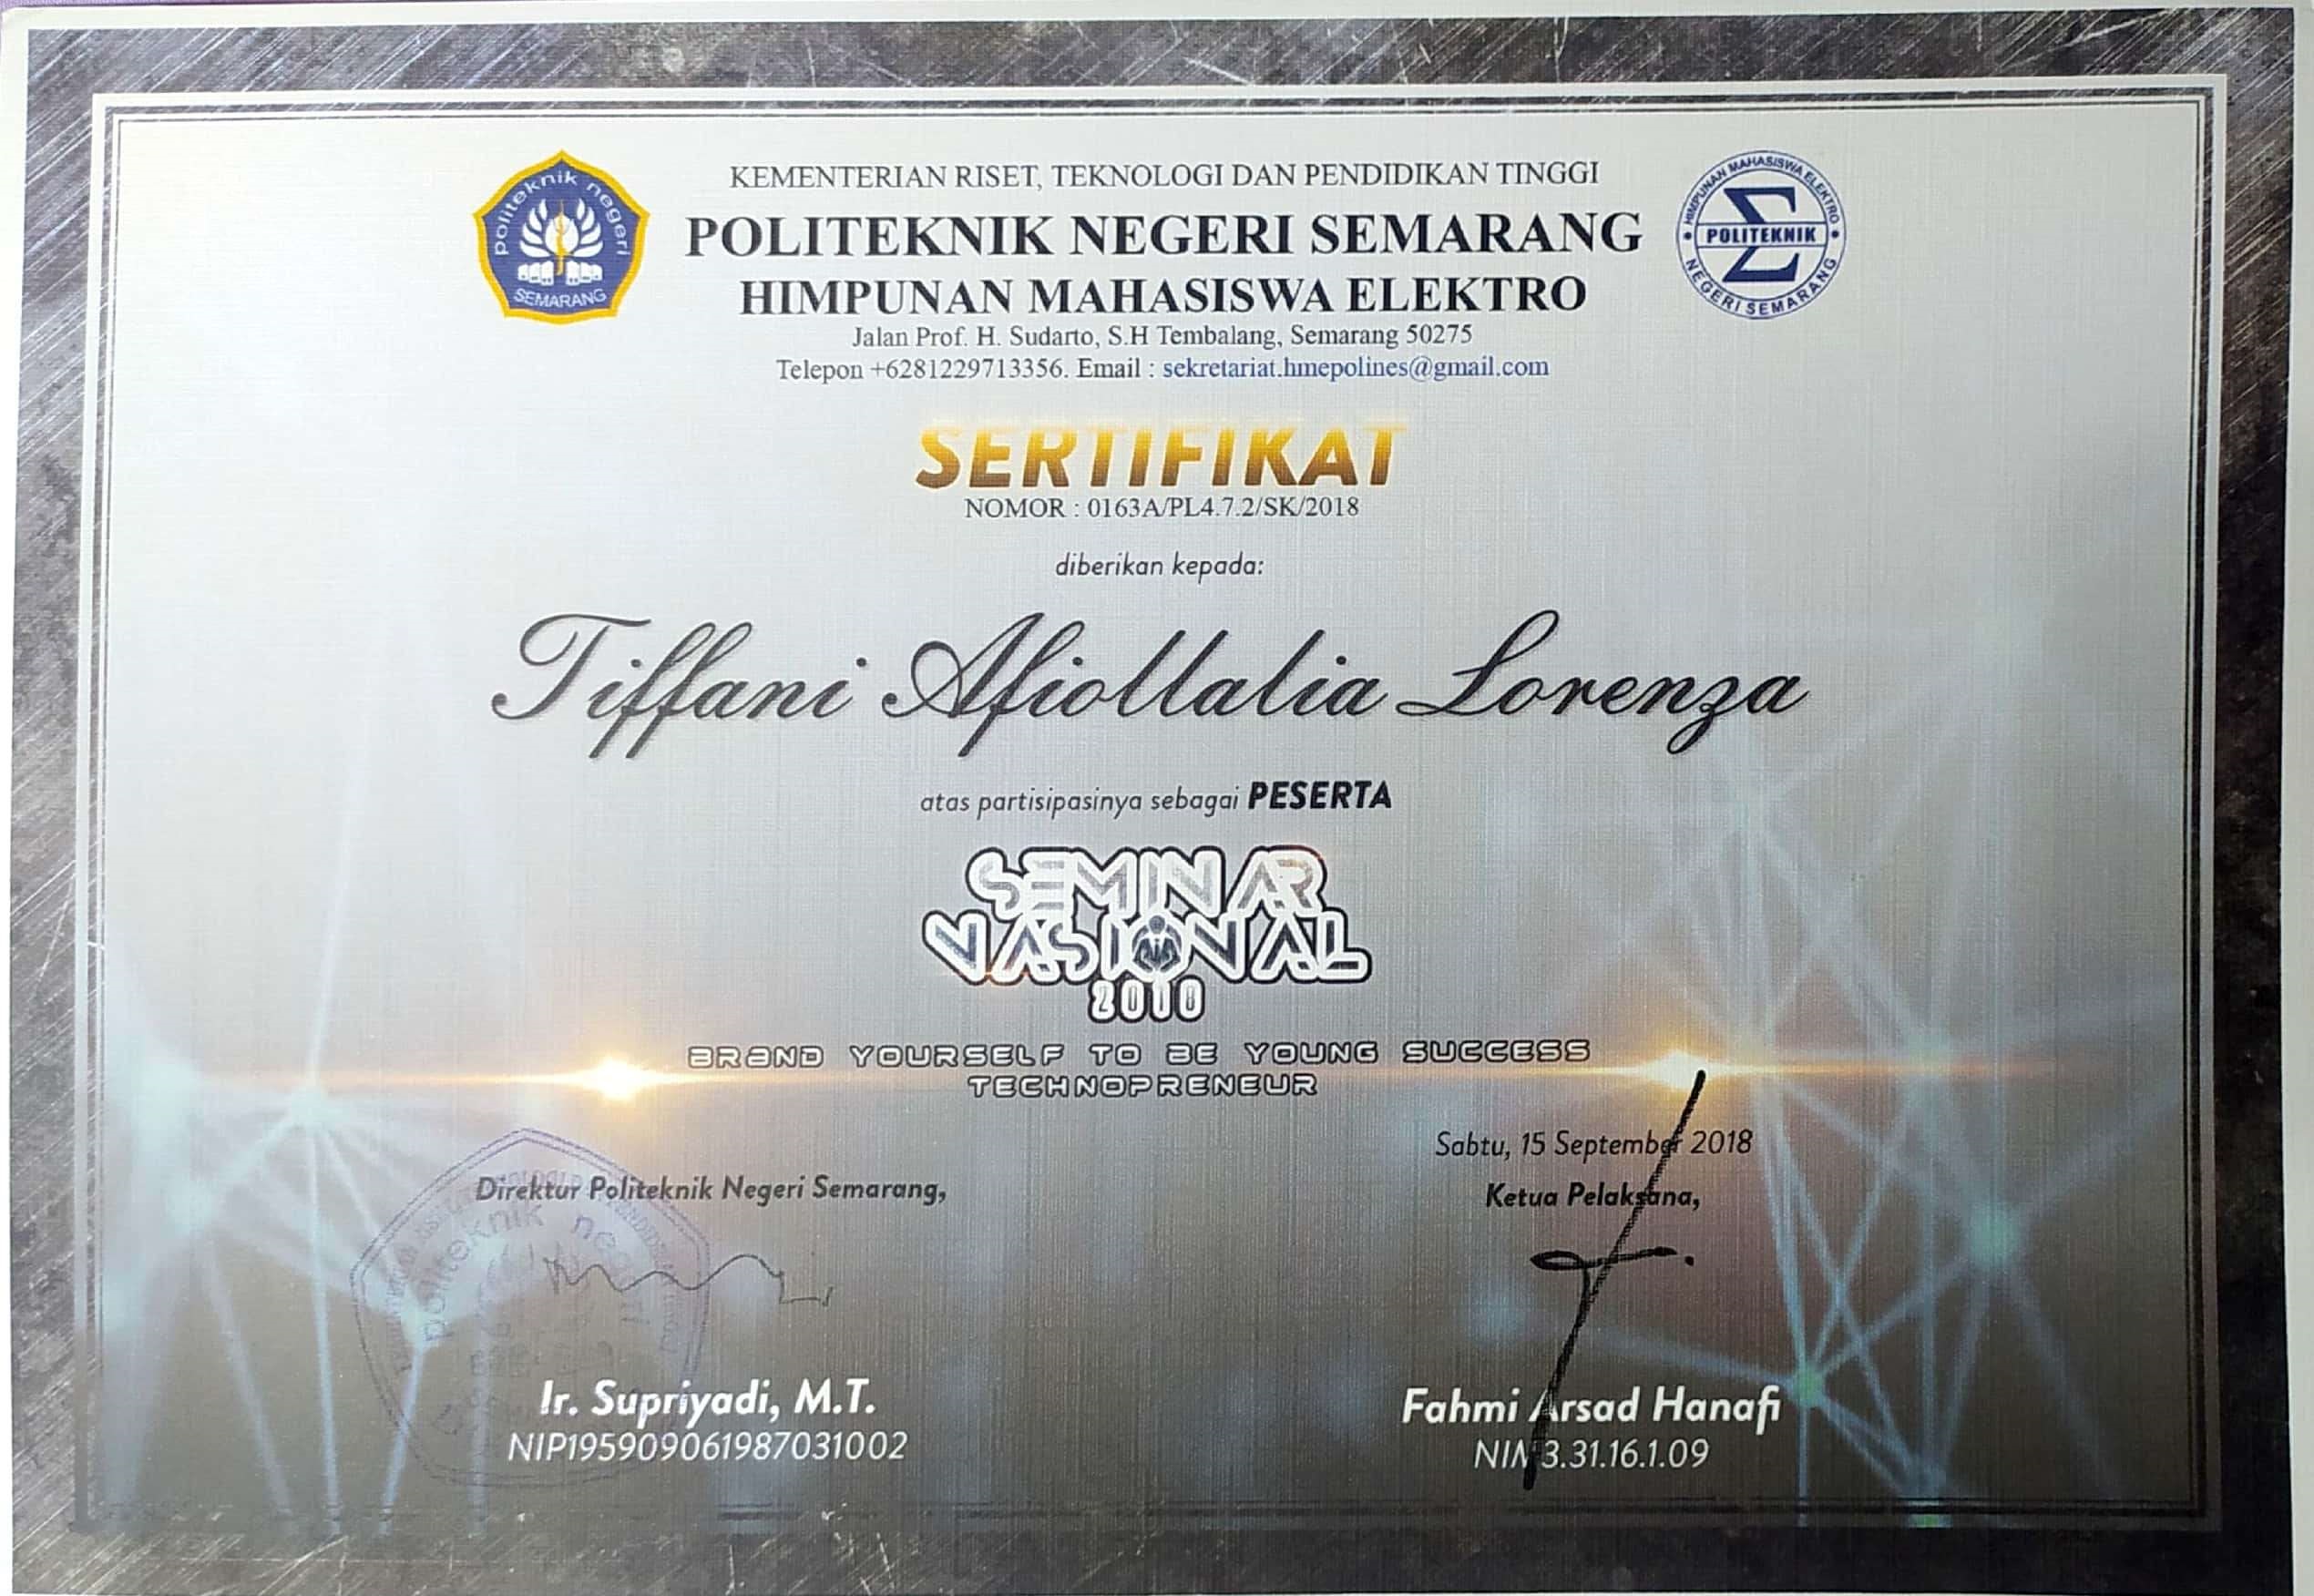 KEMENTERIAN RISET, TEKNOLOGI DAN PENDIDIKAN TINGGI
politeknik negeri
SEMARANG
POLITEKNIK NEGERI SEMARANG
HIMPUNAN MAHASISWA ELEKTRO
POLITEKNIK
NEGERI SEMARANG
HIMPUNAN MAHASISWA ELEKTRO
Jalan Prof. H. Sudarto, S.H Tembalang, Semarang 50275
Telepon +6281229713356. Email : sekretariat.hmepolines@gmail.com
SERTIFIKAT
NOMOR : 0163A/PL4.7.2/SK/2018
diberikan kepada:
Tiffani Afiollalia Lorenza
atas partisipasinya sebagai PESERTA
SEMINAR
NASIONAL
2018
BRAND YOURSELF TO BE YOUNG SUCCESS
TECHNOPRENEUR
Sabtu, 15 September 2018
Direktur Politeknik Negeri Semarang,
Ketua Pelaksana,
politeknik negeri
Ir. Supriyadi, M.T.
NIP195909061987031002
Fahmi Arsad Hanafi
NIM 3.31.16.1.09